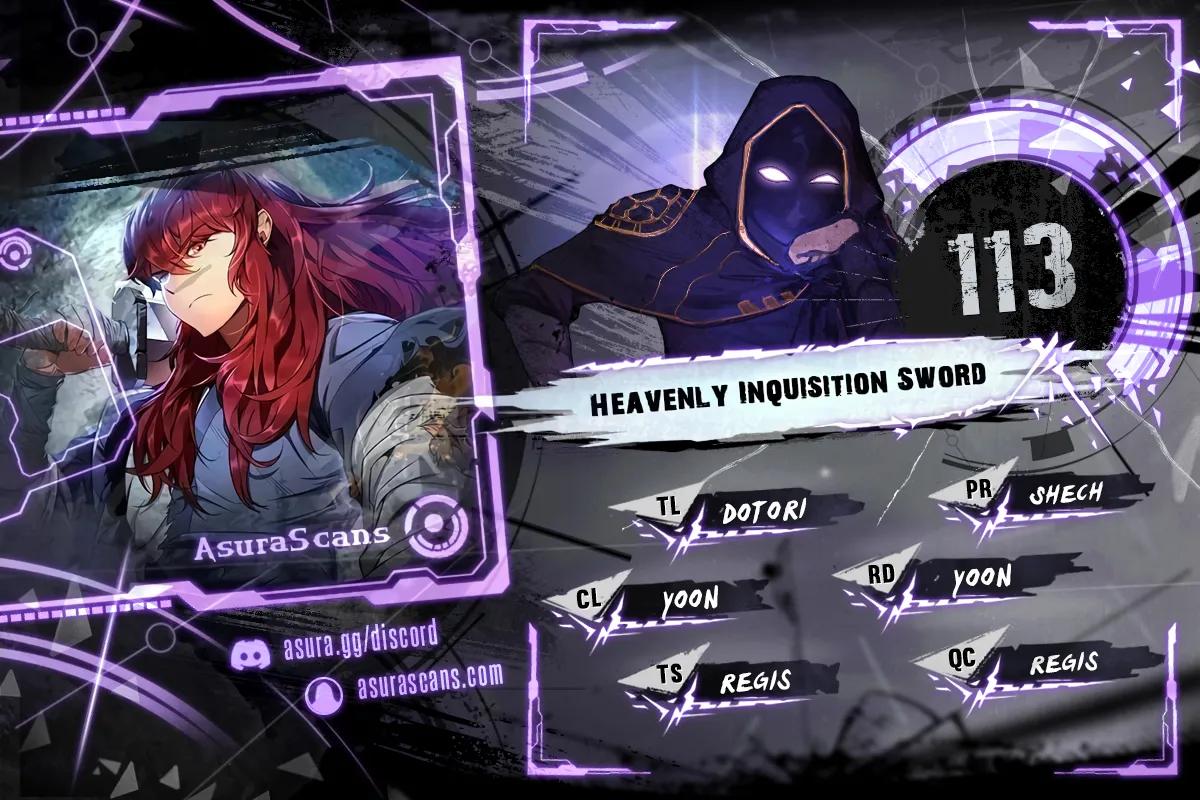 113
HEAVENLY INQUISITION SWORD
AsuraScans
TL DOTORI
PR SHECH
CL YOON
RD YOON
TS REGIS
QC REGIS
asura.gg/discord
asurascans.com